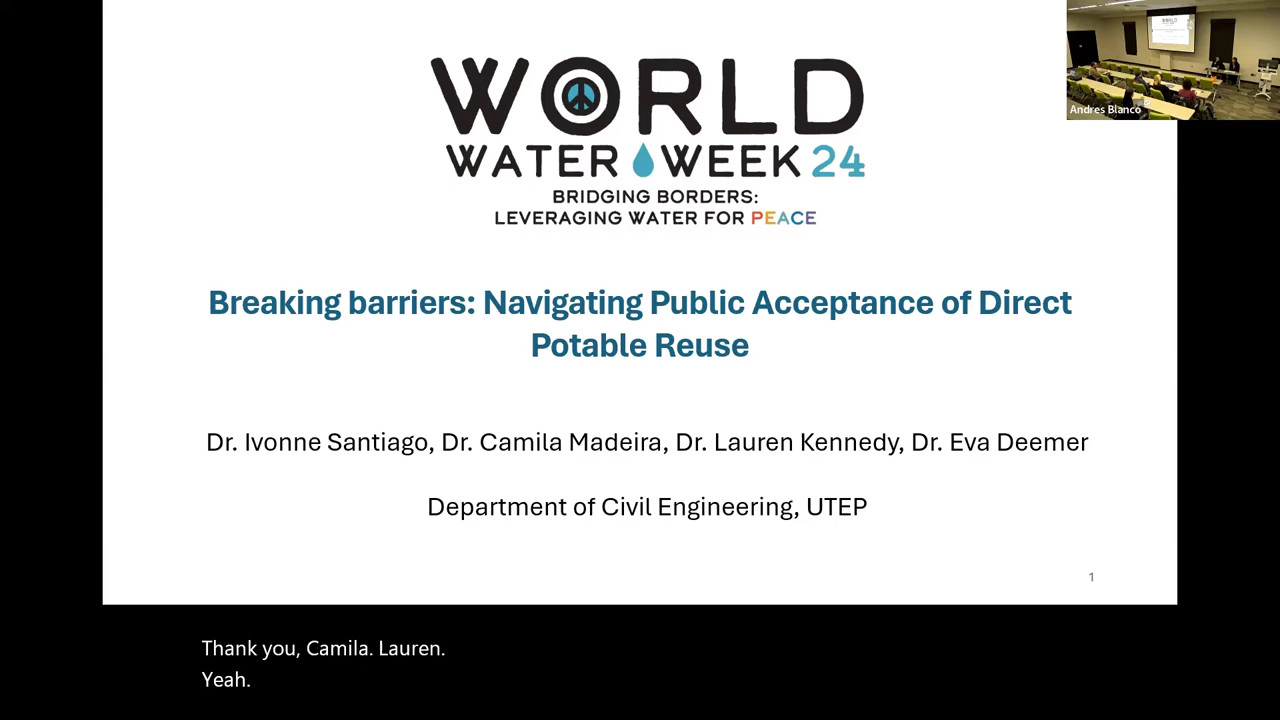 WORLD
WATER WEEK 24
BRIDGING BORDERS:
LEVERAGING WATER FOR PEACE
Andres Blanco
Breaking barriers: Navigating Public Acceptance of Direct
Potable Reuse
Dr. Ivonne Santiago, Dr. Camila Madeira, Dr. Lauren Kennedy, Dr. Eva Deemer
Department of Civil Engineering, UTEP
1
Thank you, Camila. Lauren.
Yeah.